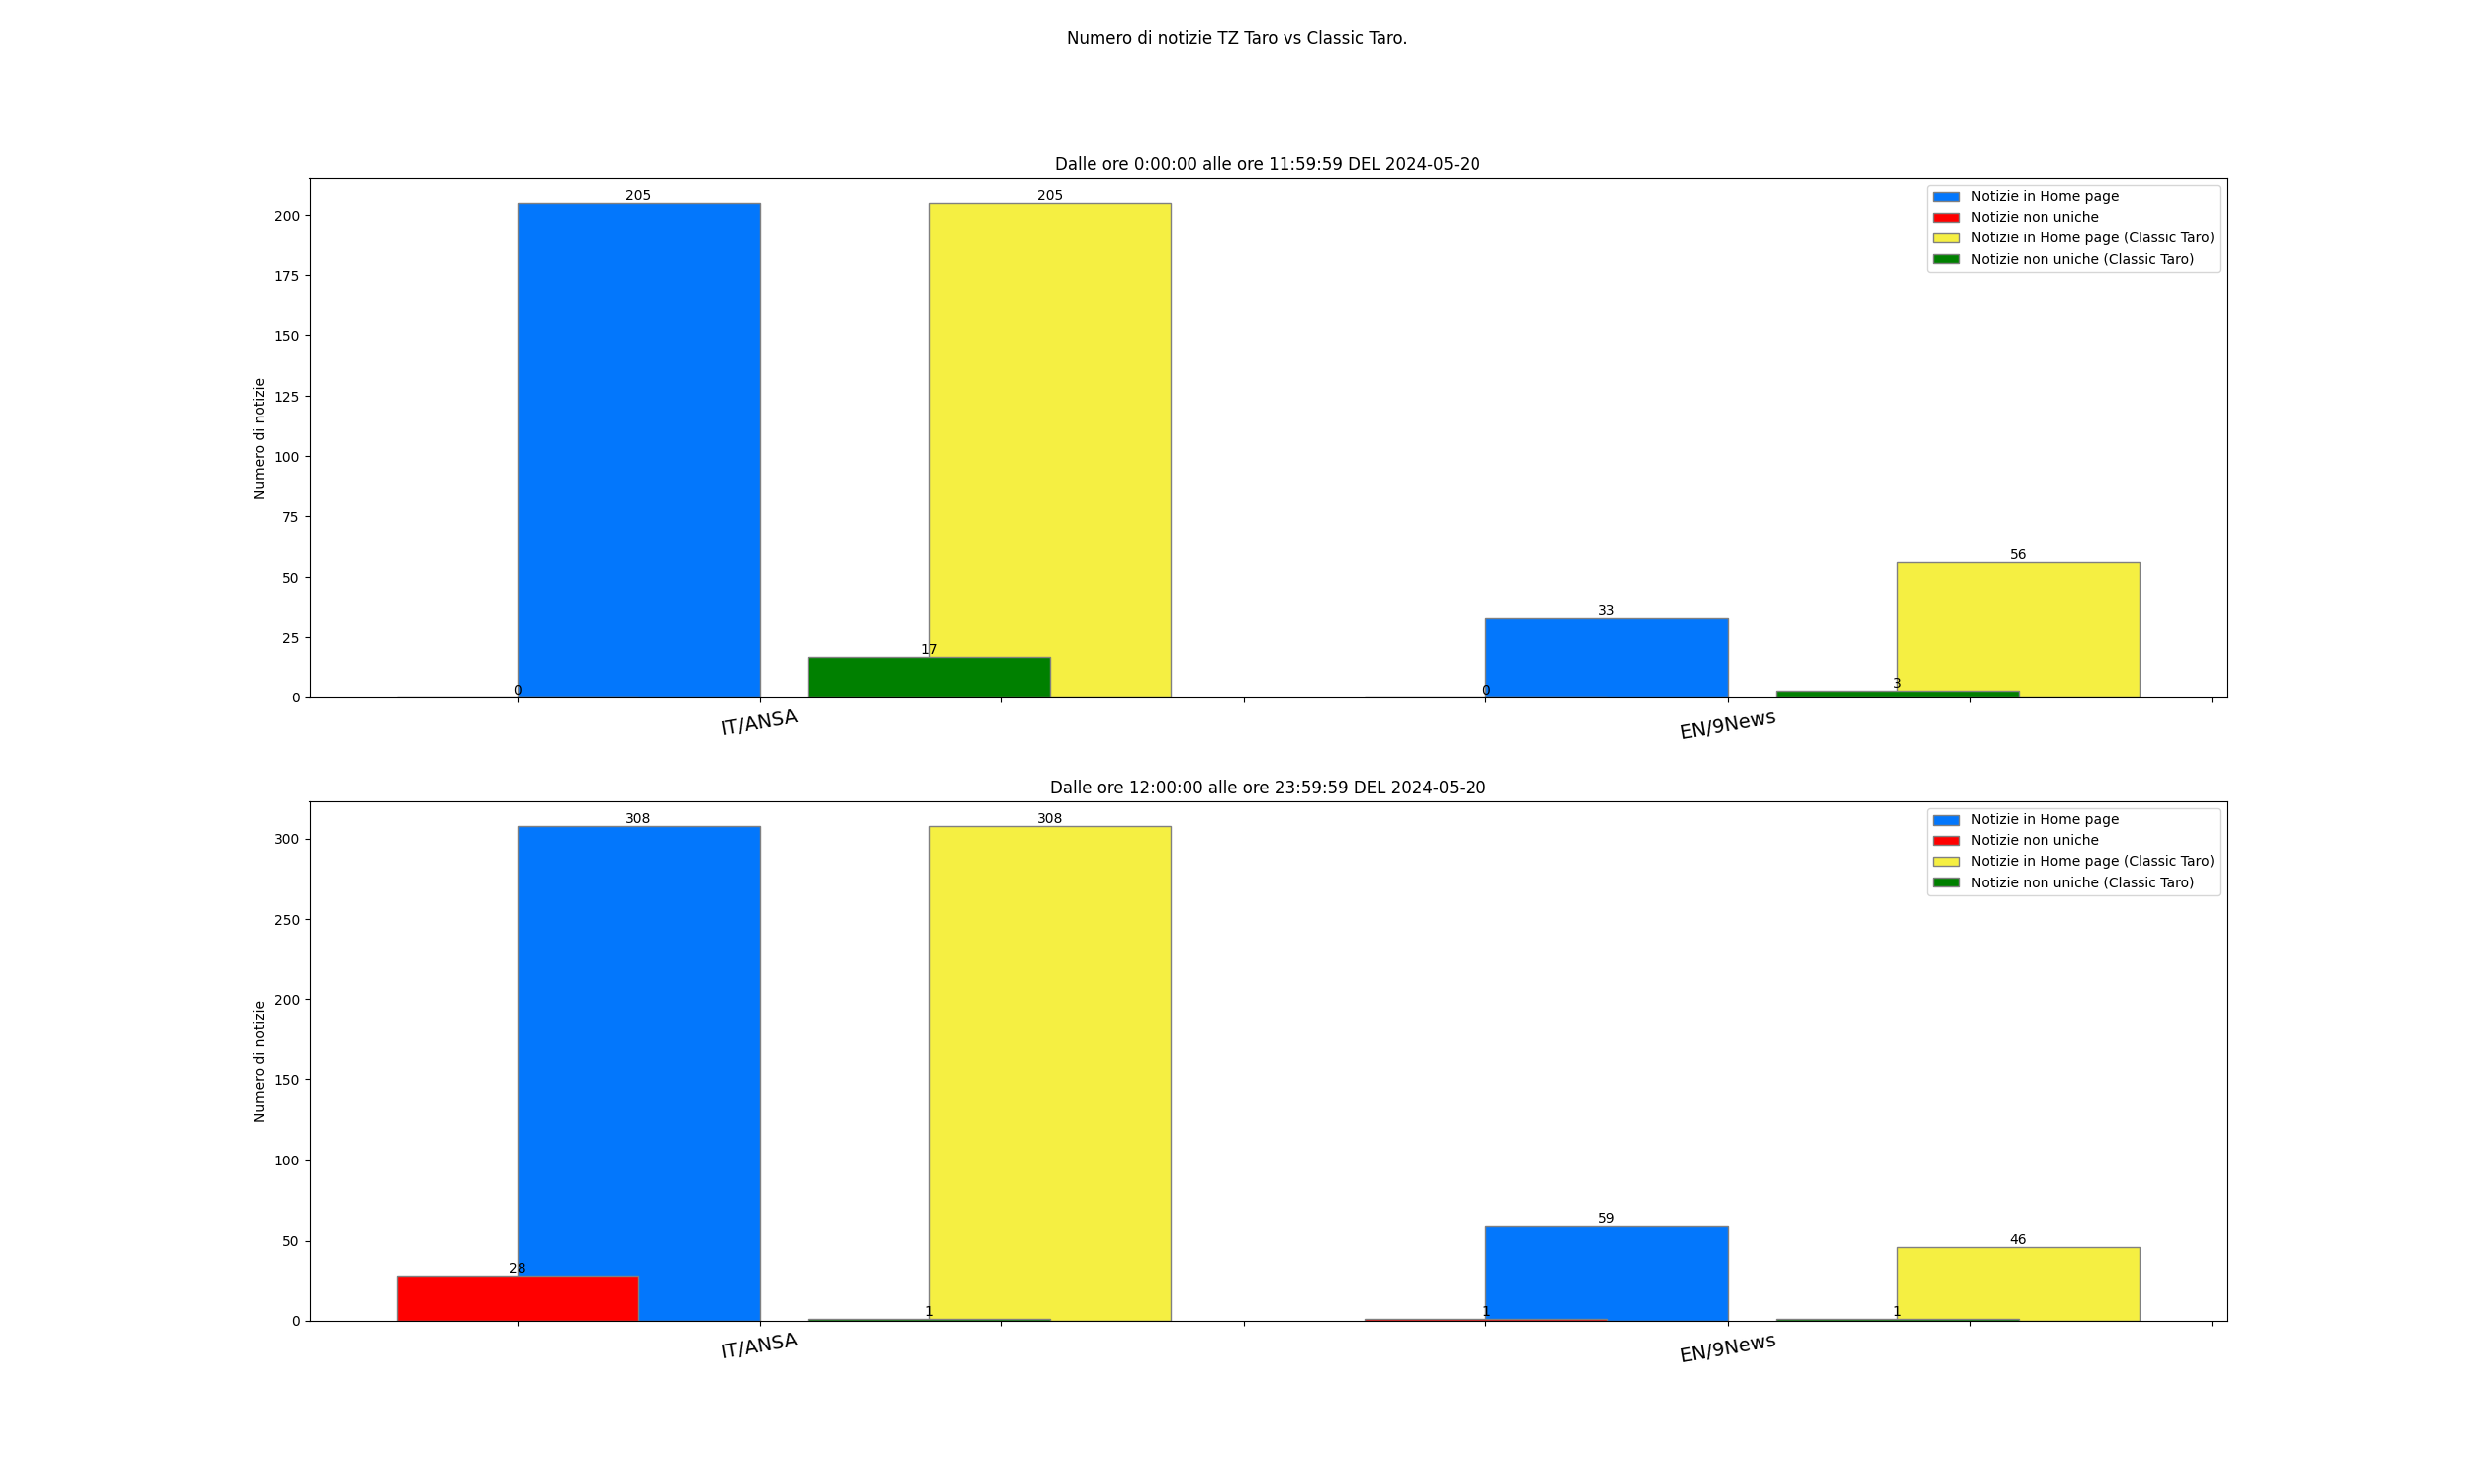 Numero di notizie TZ Taro vs Classic Taro.
Dalle ore 0:00:00 alle ore 11:59:59 DEL 2024-05-20
Numero di notizie
200
175
150
125
100
75
50
25
0
205
205
17
0
33
56
0
3
Notizie in Home page
Notizie non uniche
Notizie in Home page (Classic Taro)
Notizie non uniche (Classic Taro)
IT/ANSA
EN/9News
Dalle ore 12:00:00 alle ore 23:59:59 DEL 2024-05-20
Numero di notizie
300
250
200
150
100
50
0
308
308
28
1
59
46
1
1
Notizie in Home page
Notizie non uniche
Notizie in Home page (Classic Taro)
Notizie non uniche (Classic Taro)
IT/ANSA
EN/9News